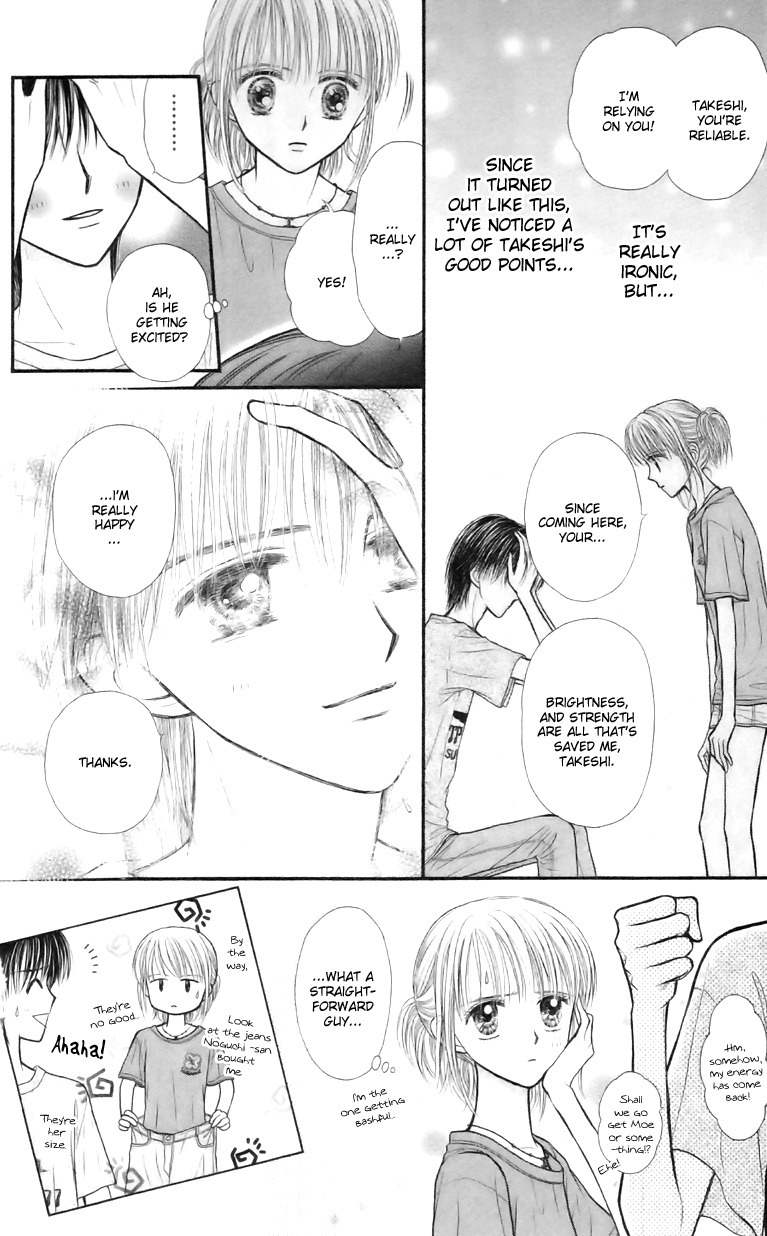 TAKESHI,
YOU'RE
RELIABLE.
I'M
RELYING
ON YOU!
IT'S
REALLY
IRONIC,
BUT...
SINCE
IT TURNED
OUT LIKE THIS,
I'VE NOTICED A
LOT OF TAKESHI'S
GOOD POINTS...
SINCE
COMING HERE,
YOUR...
BRIGHTNESS,
AND STRENGTH
ARE ALL THAT'S
SAVED ME,
TAKESHI.
TP
SU
...
REALLY
...?
YES!
........
AH,
IS HE
GETTING
EXCITED?
...I'M
REALLY
HAPPY
...
THANKS.
Hm,
somehow,
my energy
has come
back!
Shall
we go
get Moe
or some
-thing!?
Ehe!
...WHAT A
STRAIGHT-
FORWARD
GUY...
I'm the
one getting
bashful..
By
the
way,
Look
at the jeans
Noguchi-san
bought
me
They're
no good..
Ahaha!
They're
her
size